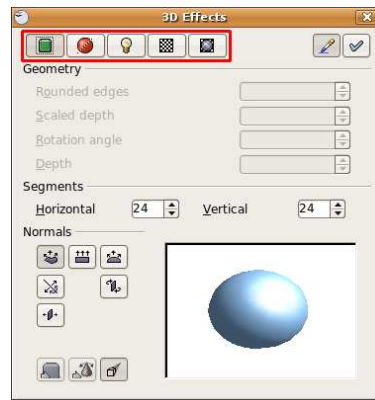 3D Effects
Geometry
Rounded edges
Scaled depth
Rotation angle
Depth
Segments
Horizontal 24 Vertical 24
Normals